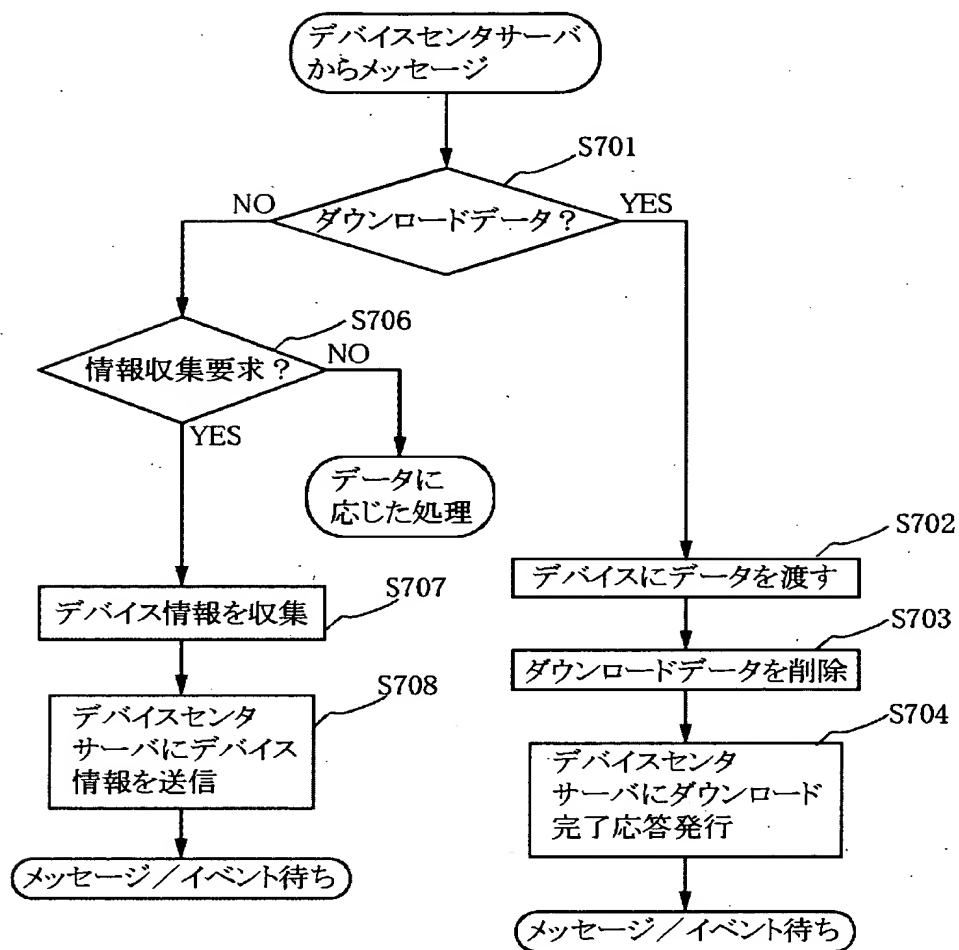 デバイスセンタサーバ
からメッセージ
S701
NO
ダウンロードデータ？
YES
S706
情報収集要求？
NO
YES
データに
応じた処理
S702
デバイスにデータを渡す
S707
デバイス情報を収集
S703
ダウンロードデータを削除
S708
デバイスセンタ
サーバにデバイス
情報を送信
S704
デバイスセンタ
サーバにダウンロード
完了応答発行
メッセージ／イベント待ち
メッセージ／イベント待ち